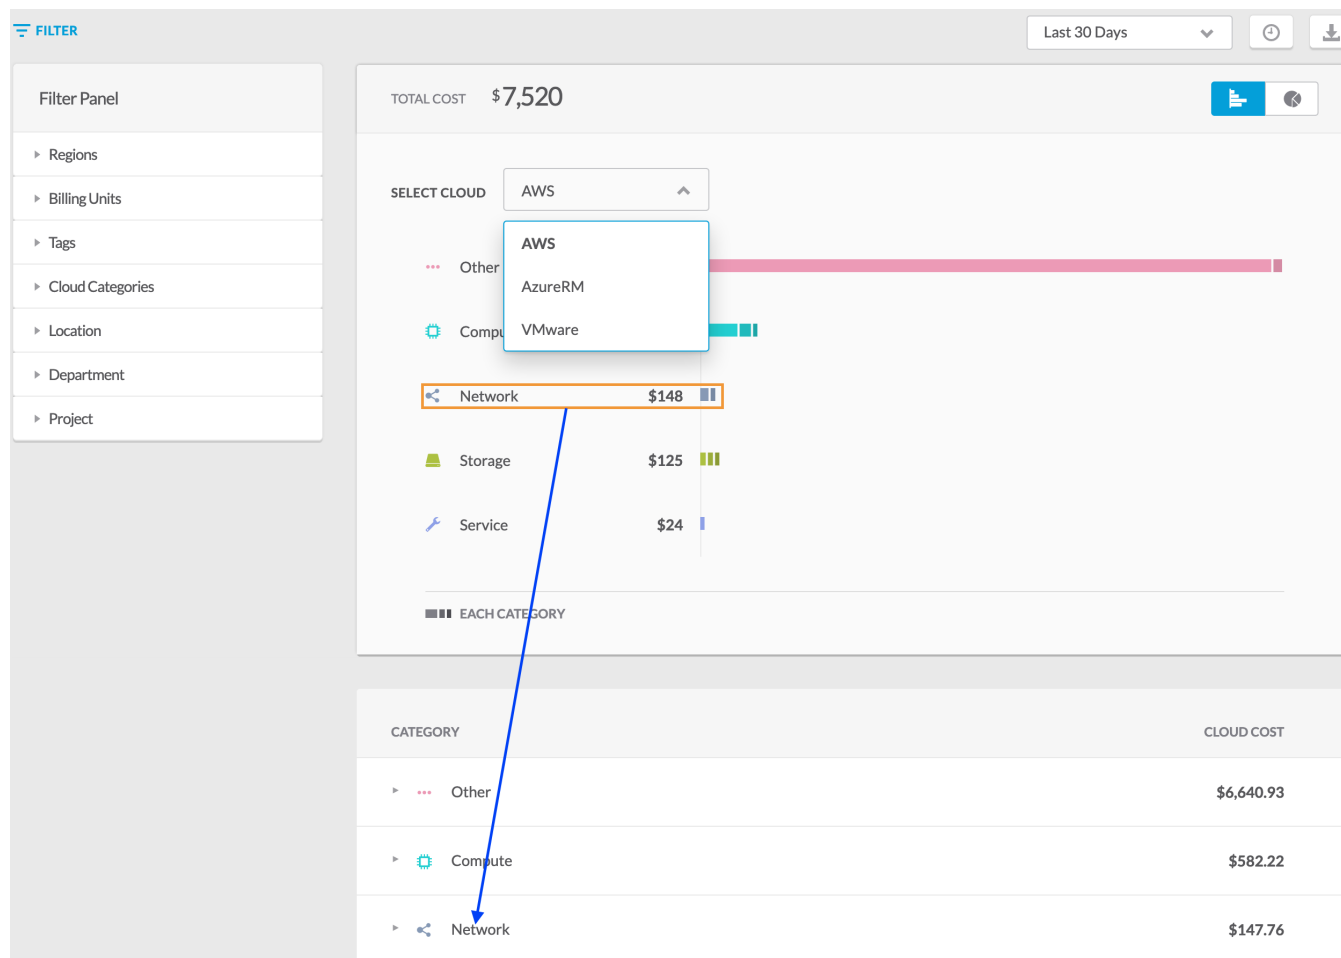 FILTER
Last 30 Days
Filter Panel
Regions
Billing Units
Tags
Cloud Categories
Location
Department
Project
TOTAL COST $7,520
SELECT CLOUD AWS
AWS
AzureRM
VMware
Other
Compu
Network $148
Storage $125
Service $24
EACH CATEGORY
CATEGORY CLOUD COST
Other $6,640.93
Compute $582.22
Network $147.76